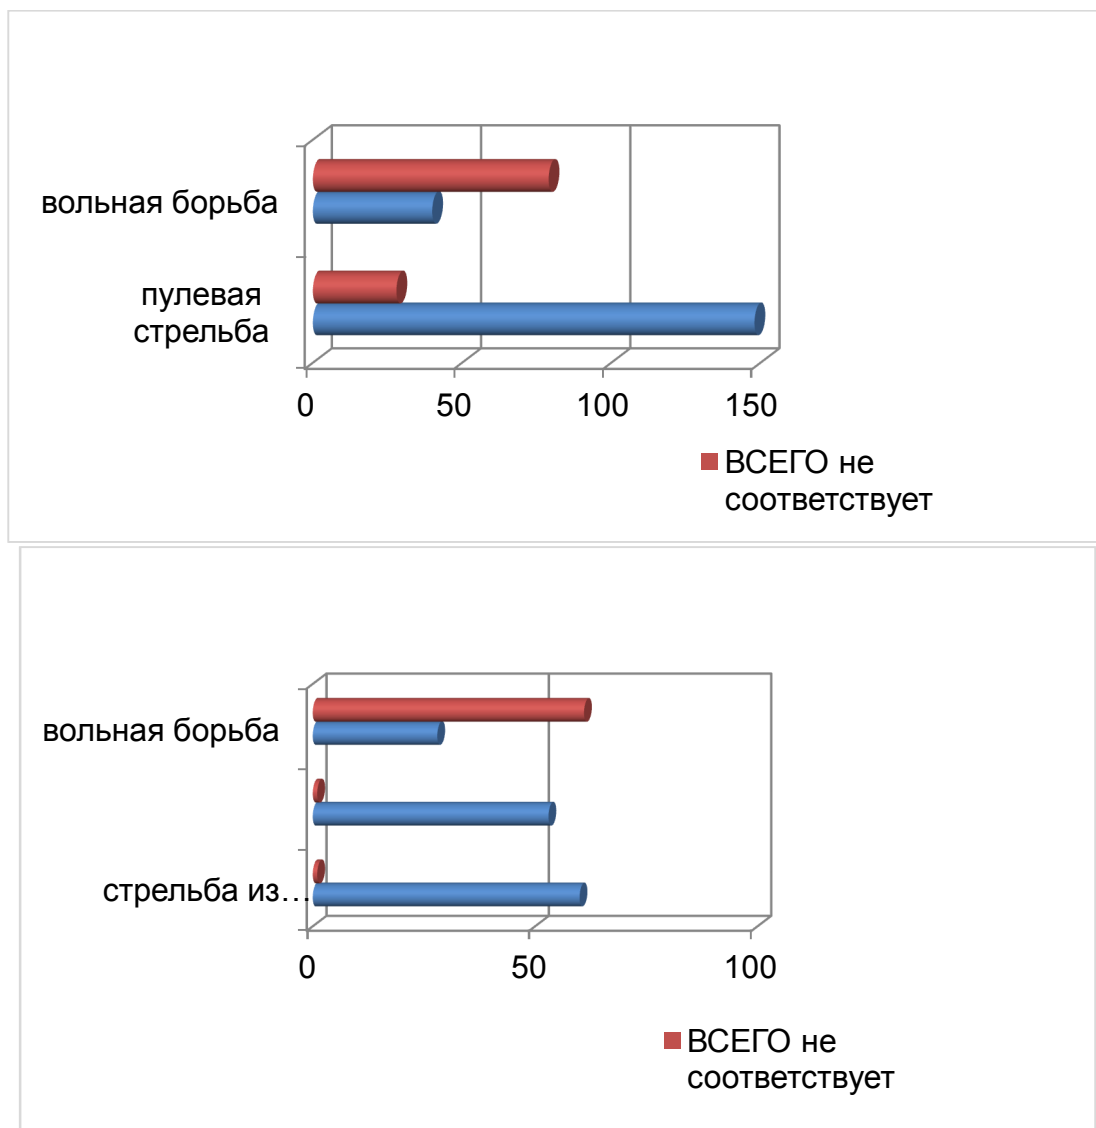 вольная борьба
пулевая
стрельба
0 50 100 150
ВСЕГО не
соответствует
вольная борьба
стрельба из…
0 50 100
ВСЕГО не
соответствует